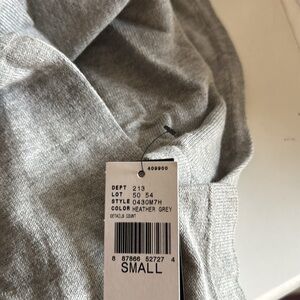 409900
DEPT 213
LOT 50 54
STYLE 0430M7H
COLOR HEATHER GREY
DETAILS COUNT
8 87866 52727 4
SMALL